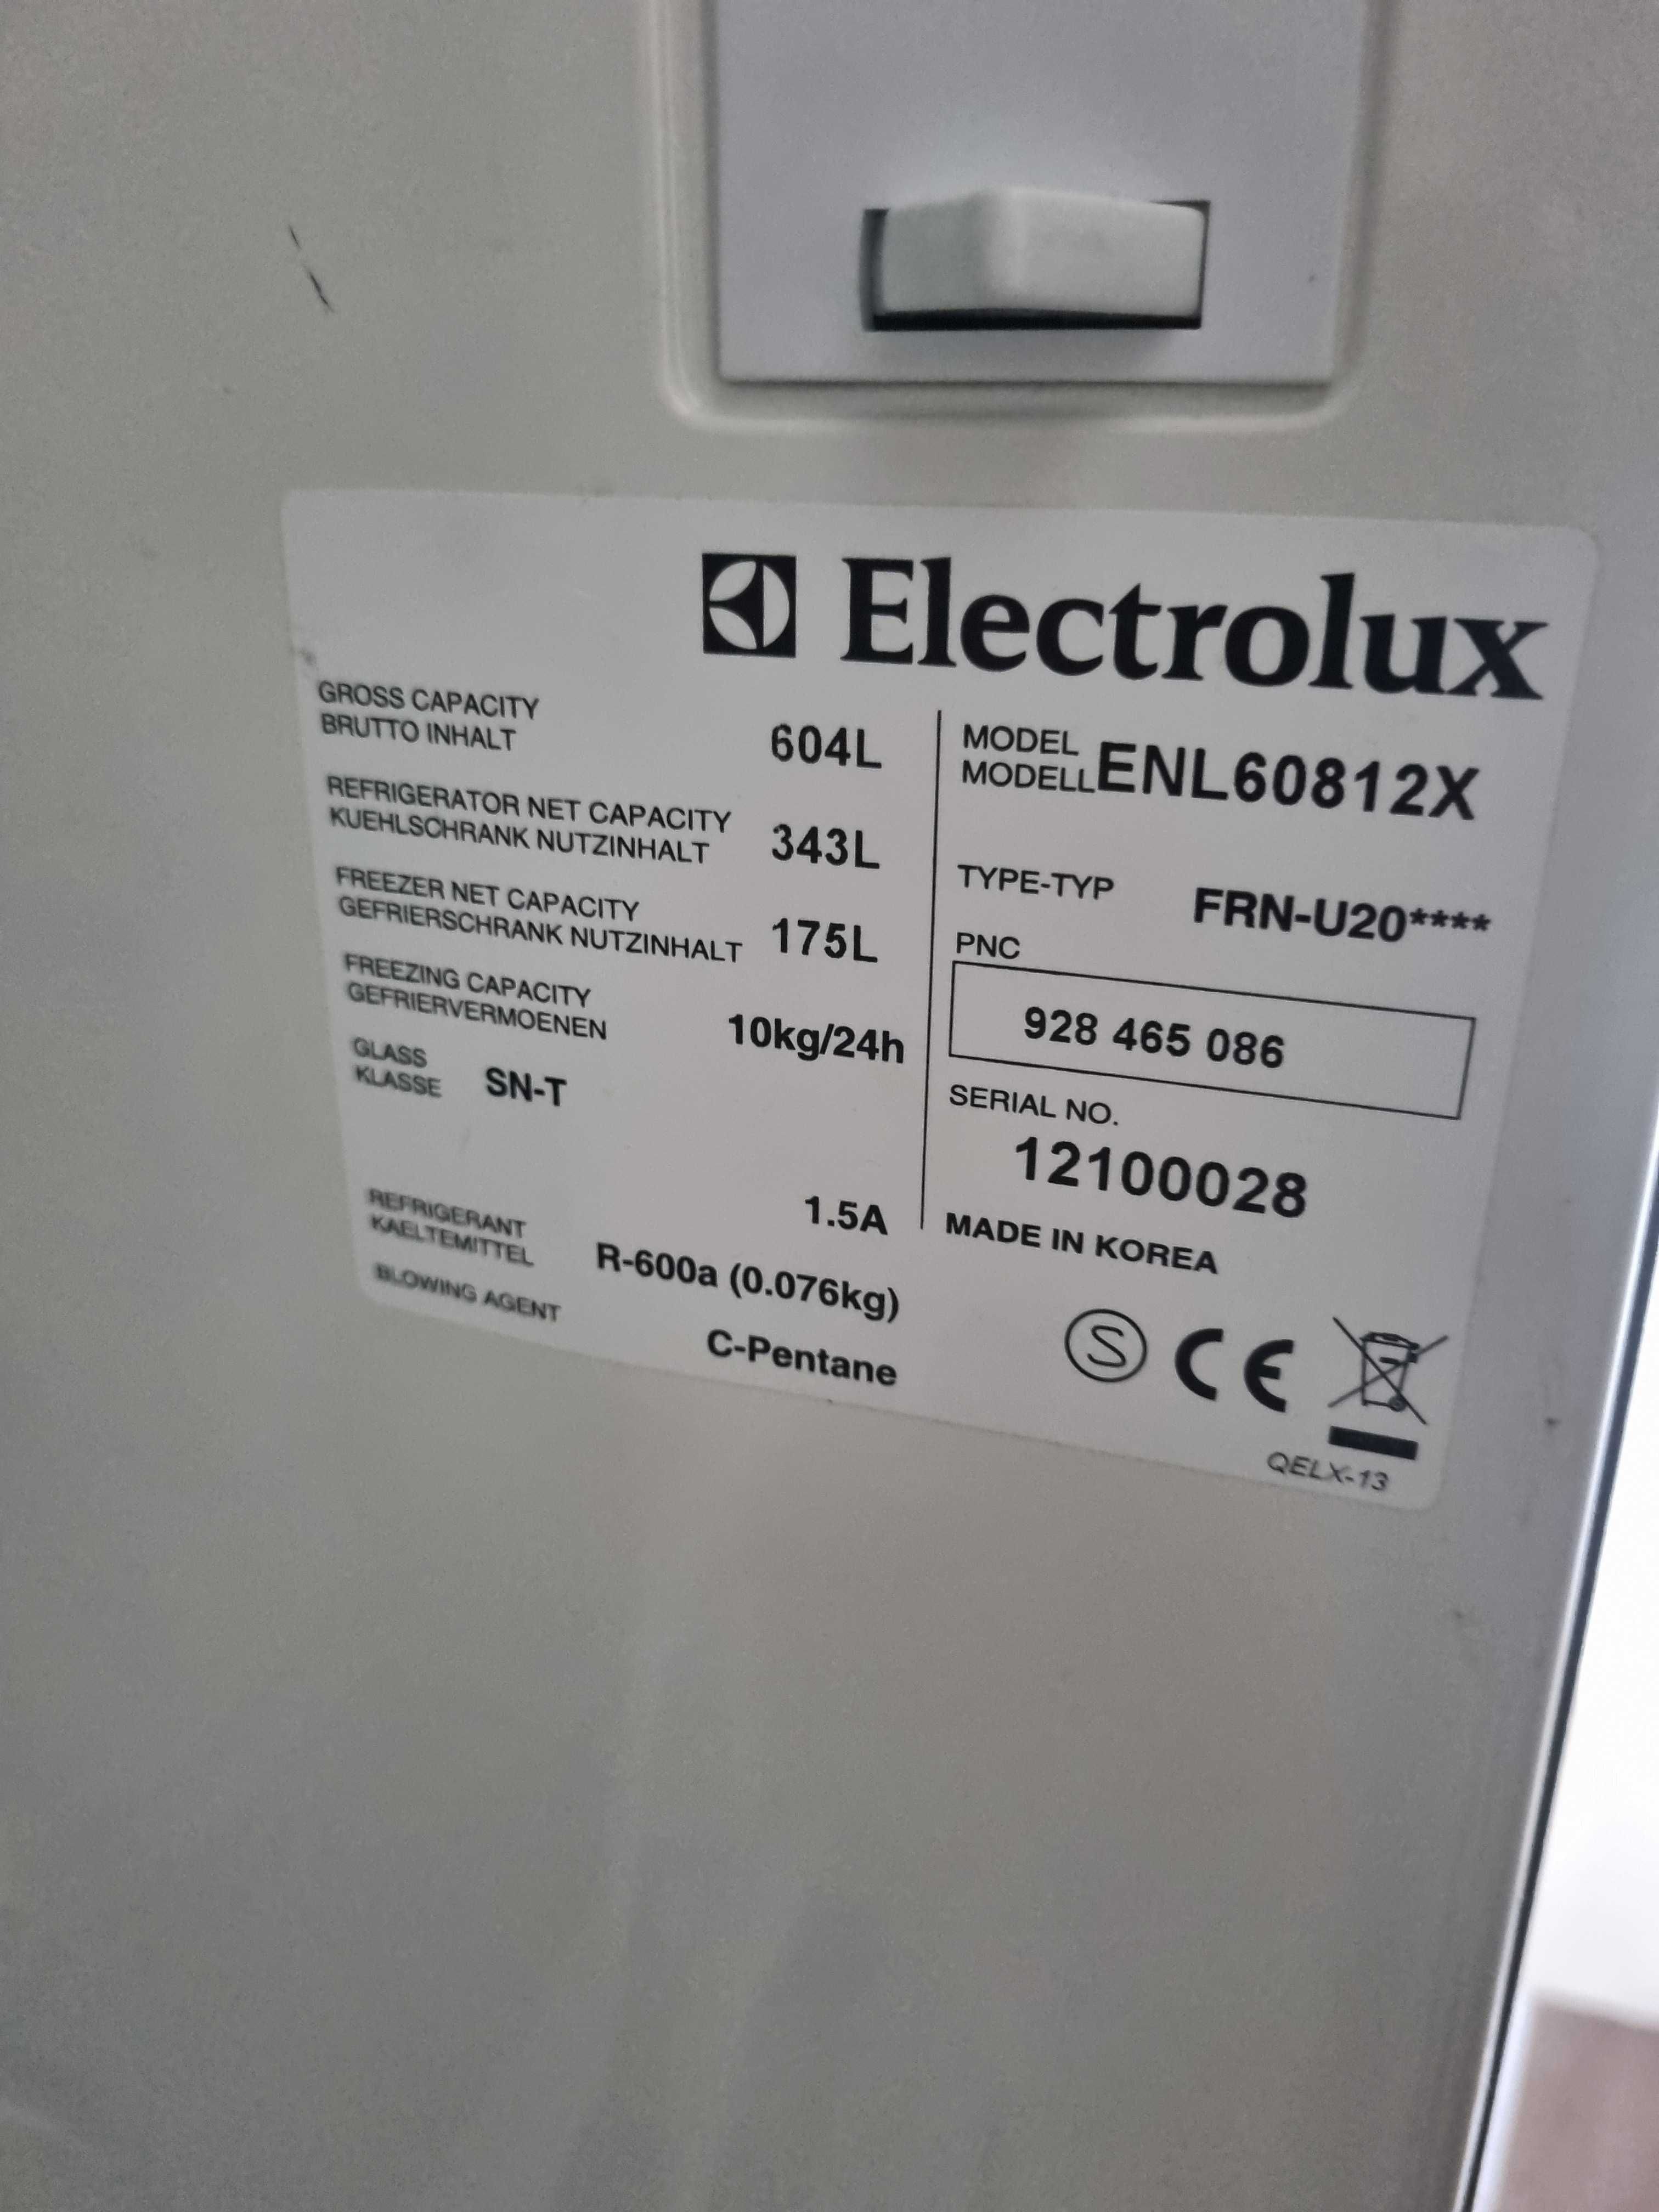 Electrolux
GROSS CAPACITY
BRUTTO INHALT
604L
REFRIGERATOR NET CAPACITY
KUEHLSCHRANK NUTZINHALT
343L
FREEZER NET CAPACITY
GEFRIERSCHRANK NUTZINHALT
175L
FREEZING CAPACITY
GEFRIERVERMOENEN
10kg/24h
GLASS
KLASSE
SN-T
1.5A
REFRIGERANT
KAELTEMITTEL
R-600a (0.076kg)
BLOWING AGENT
C-Pentane
MODEL
MODELL
ENL60812X
TYPE-TYP FRN-U20****
PNC
928 465 086
SERIAL NO.
12100028
MADE IN KOREA
S CE
QELX-13